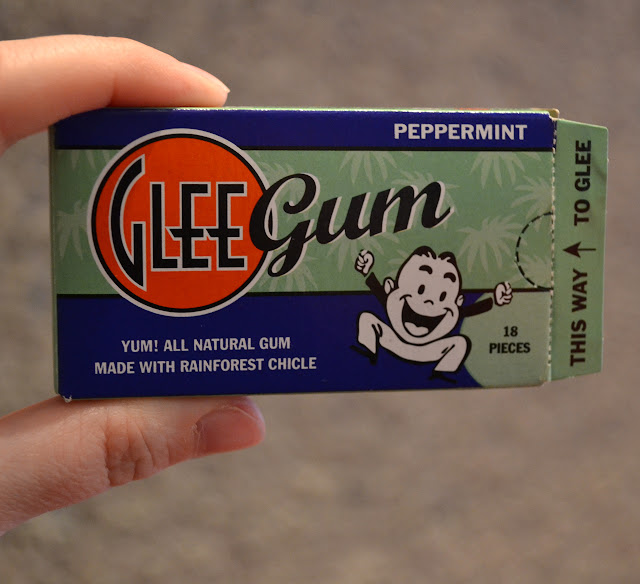 PEPPERMINT
GLEE Gum
YUM! ALL NATURAL GUM
MADE WITH RAINFOREST CHICLE
18
PIECES
THIS WAY → TO GLEE